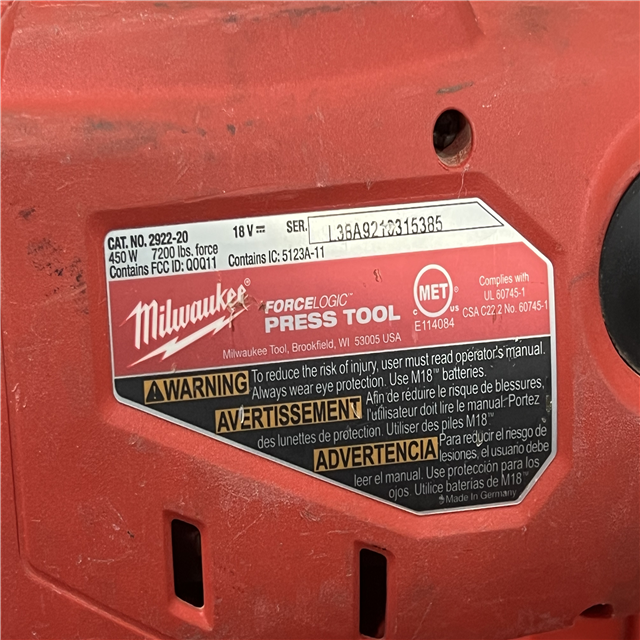 CAT. NO. 2922-20 18 V⎓ SER. L36A9210315385
450 W 7200 lbs. force
Contains FCC ID: QOQ11 Contains IC: 5123A-11
Milwaukee
FORCELOGIC™
PRESS TOOL
Milwaukee Tool, Brookfield, WI 53005 USA
C MET US
E114084
Complies with
UL 60745-1
CSA C22.2 No. 60745-1
WARNING To reduce the risk of injury, user must read operator's manual.
Always wear eye protection. Use M18™ batteries.
AVERTISSEMENT Afin de réduire le risque de blessures,
l'utilisateur doit lire le manuel. Portez
des lunettes de protection. Utiliser des piles M18™
ADVERTENCIA Para reducir el riesgo de
lesiones, el usuario debe
leer el manual. Use protección para los
ojos. Utilice baterías de M18™
Made In Germany